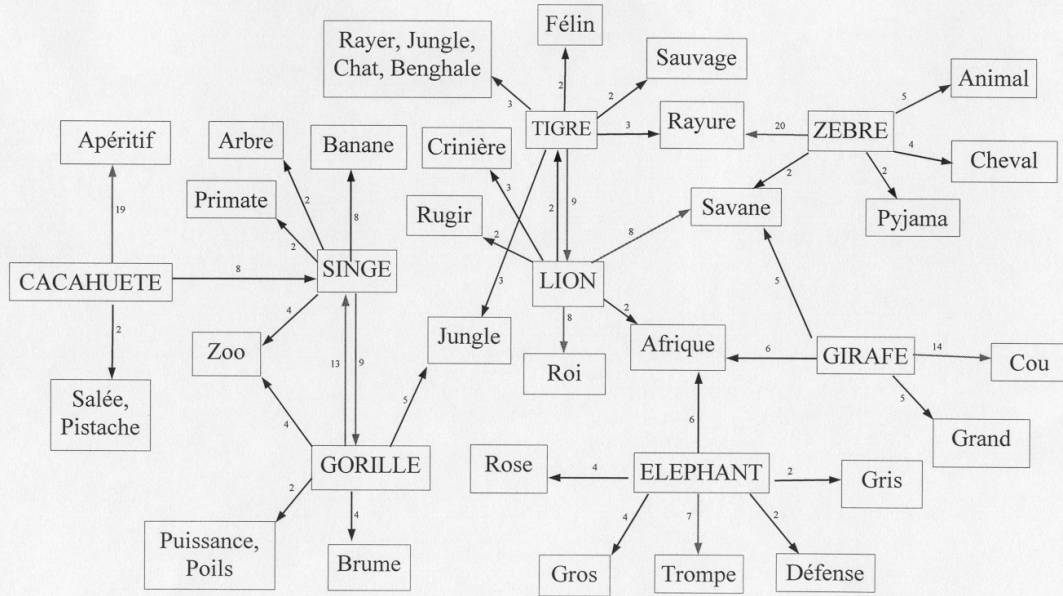 Félin
Rayer, Jungle,
Chat, Benghale
Sauvage
Animal
3
2
2
5
Apéritif
Arbre
Banane
Crinière
TIGRE
3
Rayure
20
ZEBRE
4
Cheval
2
2
Primate
2
3
2
9
Savane
Pyjama
19
8
Rugir
2
8
2
CACAHUETE
8
SINGE
LION
3
5
2
4
2
8
Zoo
13
9
Jungle
Roi
Afrique
6
GIRAFE
14
Cou
Salée,
Pistache
5
5
4
6
Grand
GORILLE
Rose
4
ELEPHANT
2
Gris
2
4
4
7
2
Puissance,
Poils
Brume
Gros
Trompe
Défense